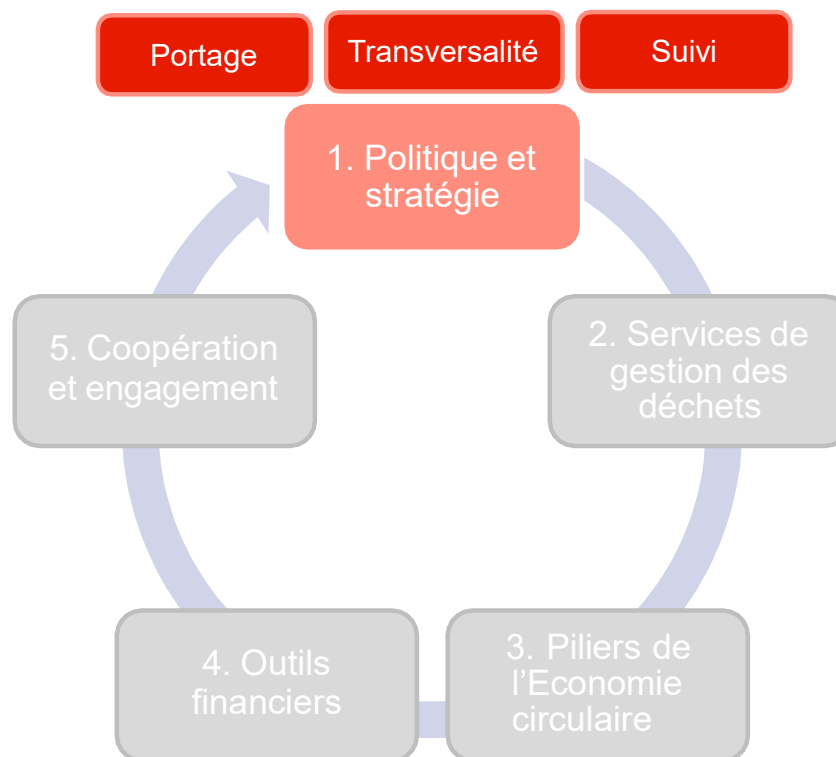 Portage
Transversalité
Suivi
1. Politique et
stratégie
2. Services de
gestion des
déchets
3. Piliers de
l’Economie
circulaire
4. Outils
financiers
5. Coopération
et engagement